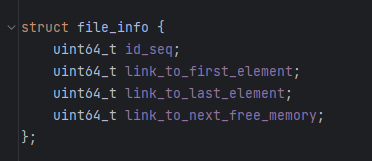 struct file_info {
    uint64_t id_seq;
    uint64_t link_to_first_element;
    uint64_t link_to_last_element;
    uint64_t link_to_next_free_memory;
};